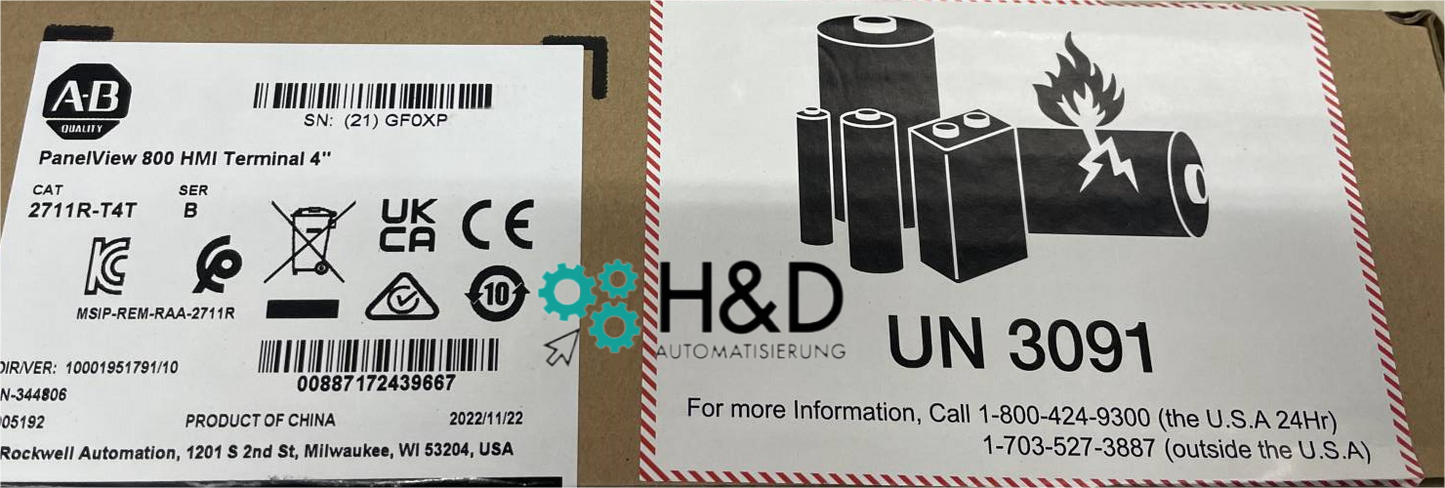 A·B
QUALITY
SN: (21) GF0XP
PanelView 800 HMI Terminal 4"
CAT
SER
2711R-T4T
B
UK
CA
CE
KC
10
MSIP-REM-RAA-2711R
DIR/VER: 10001951791/10
N-344806
005192
00887172439667
PRODUCT OF CHINA
2022/11/22
Rockwell Automation, 1201 S 2nd St, Milwaukee, WI 53204, USA
H&D
AUTOMATISIERUNG
UN 3091
For more Information, Call 1-800-424-9300 (the U.S.A 24Hr)
1-703-527-3887 (outside the U.S.A)